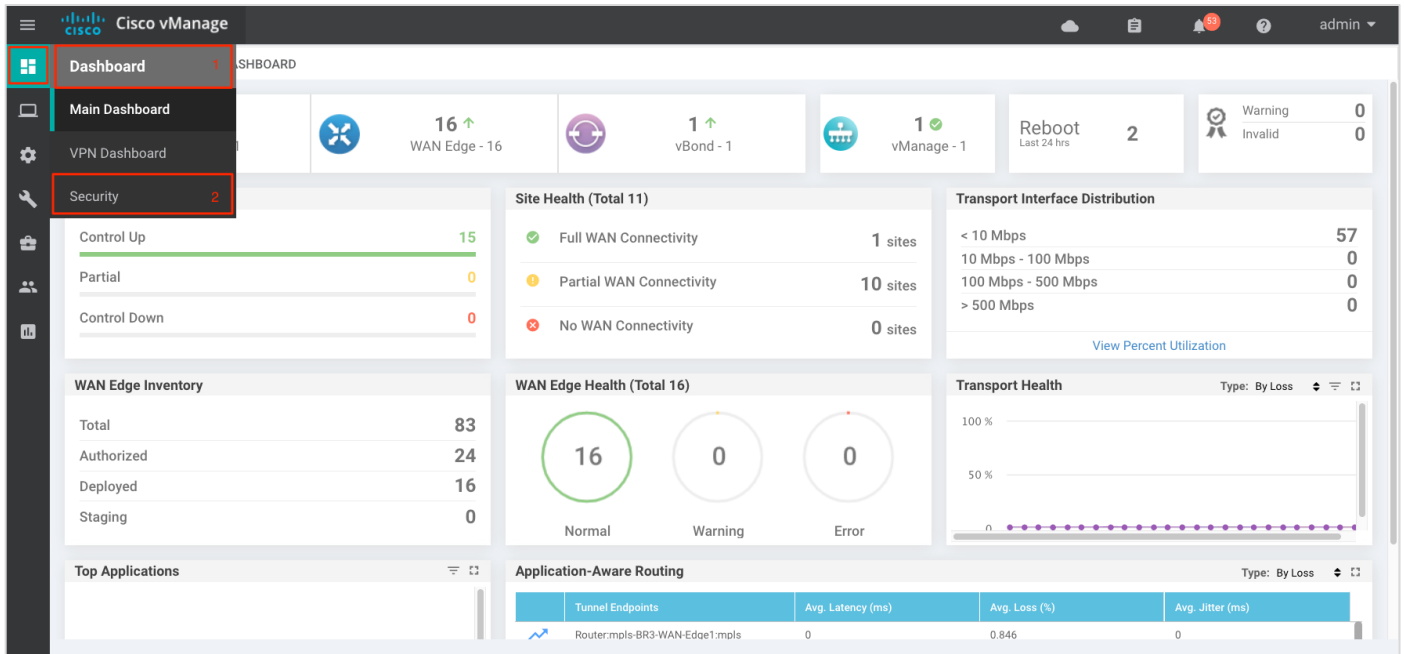 cisco Cisco vManage 53 admin
Dashboard 1 SHBOARD
Main Dashboard
VPN Dashboard
Security 2
1
16
WAN Edge - 16
1
vBond - 1
1
vManage - 1
Reboot 2
Last 24 hrs
Warning 0
Invalid 0
Control Up 15
Partial 0
Control Down 0
Site Health (Total 11)
Full WAN Connectivity 1 sites
Partial WAN Connectivity 10 sites
No WAN Connectivity 0 sites
Transport Interface Distribution
< 10 Mbps 57
10 Mbps - 100 Mbps 0
100 Mbps - 500 Mbps 0
> 500 Mbps 0
View Percent Utilization
WAN Edge Inventory
Total 83
Authorized 24
Deployed 16
Staging 0
WAN Edge Health (Total 16)
16 0 0
Normal Warning Error
Transport Health Type: By Loss
100 %
50 %
0
Top Applications
Application-Aware Routing Type: By Loss
Tunnel Endpoints Avg. Latency (ms) Avg. Loss (%) Avg. Jitter (ms)
Router:mpls-BR3-WAN-Edge1:mpls 0 0.846 0